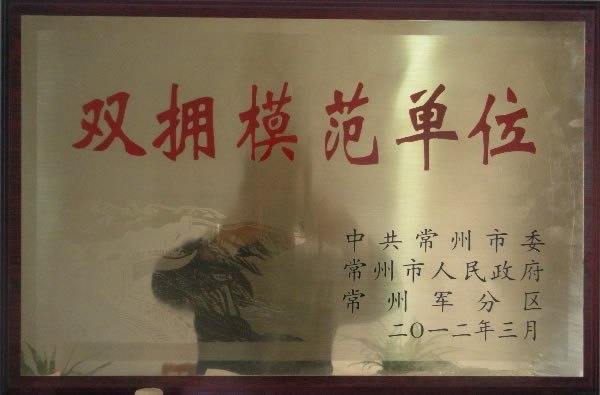 双拥模范单位
中共常州市委
常州市人民政府
常州军分区
二〇一二年三月